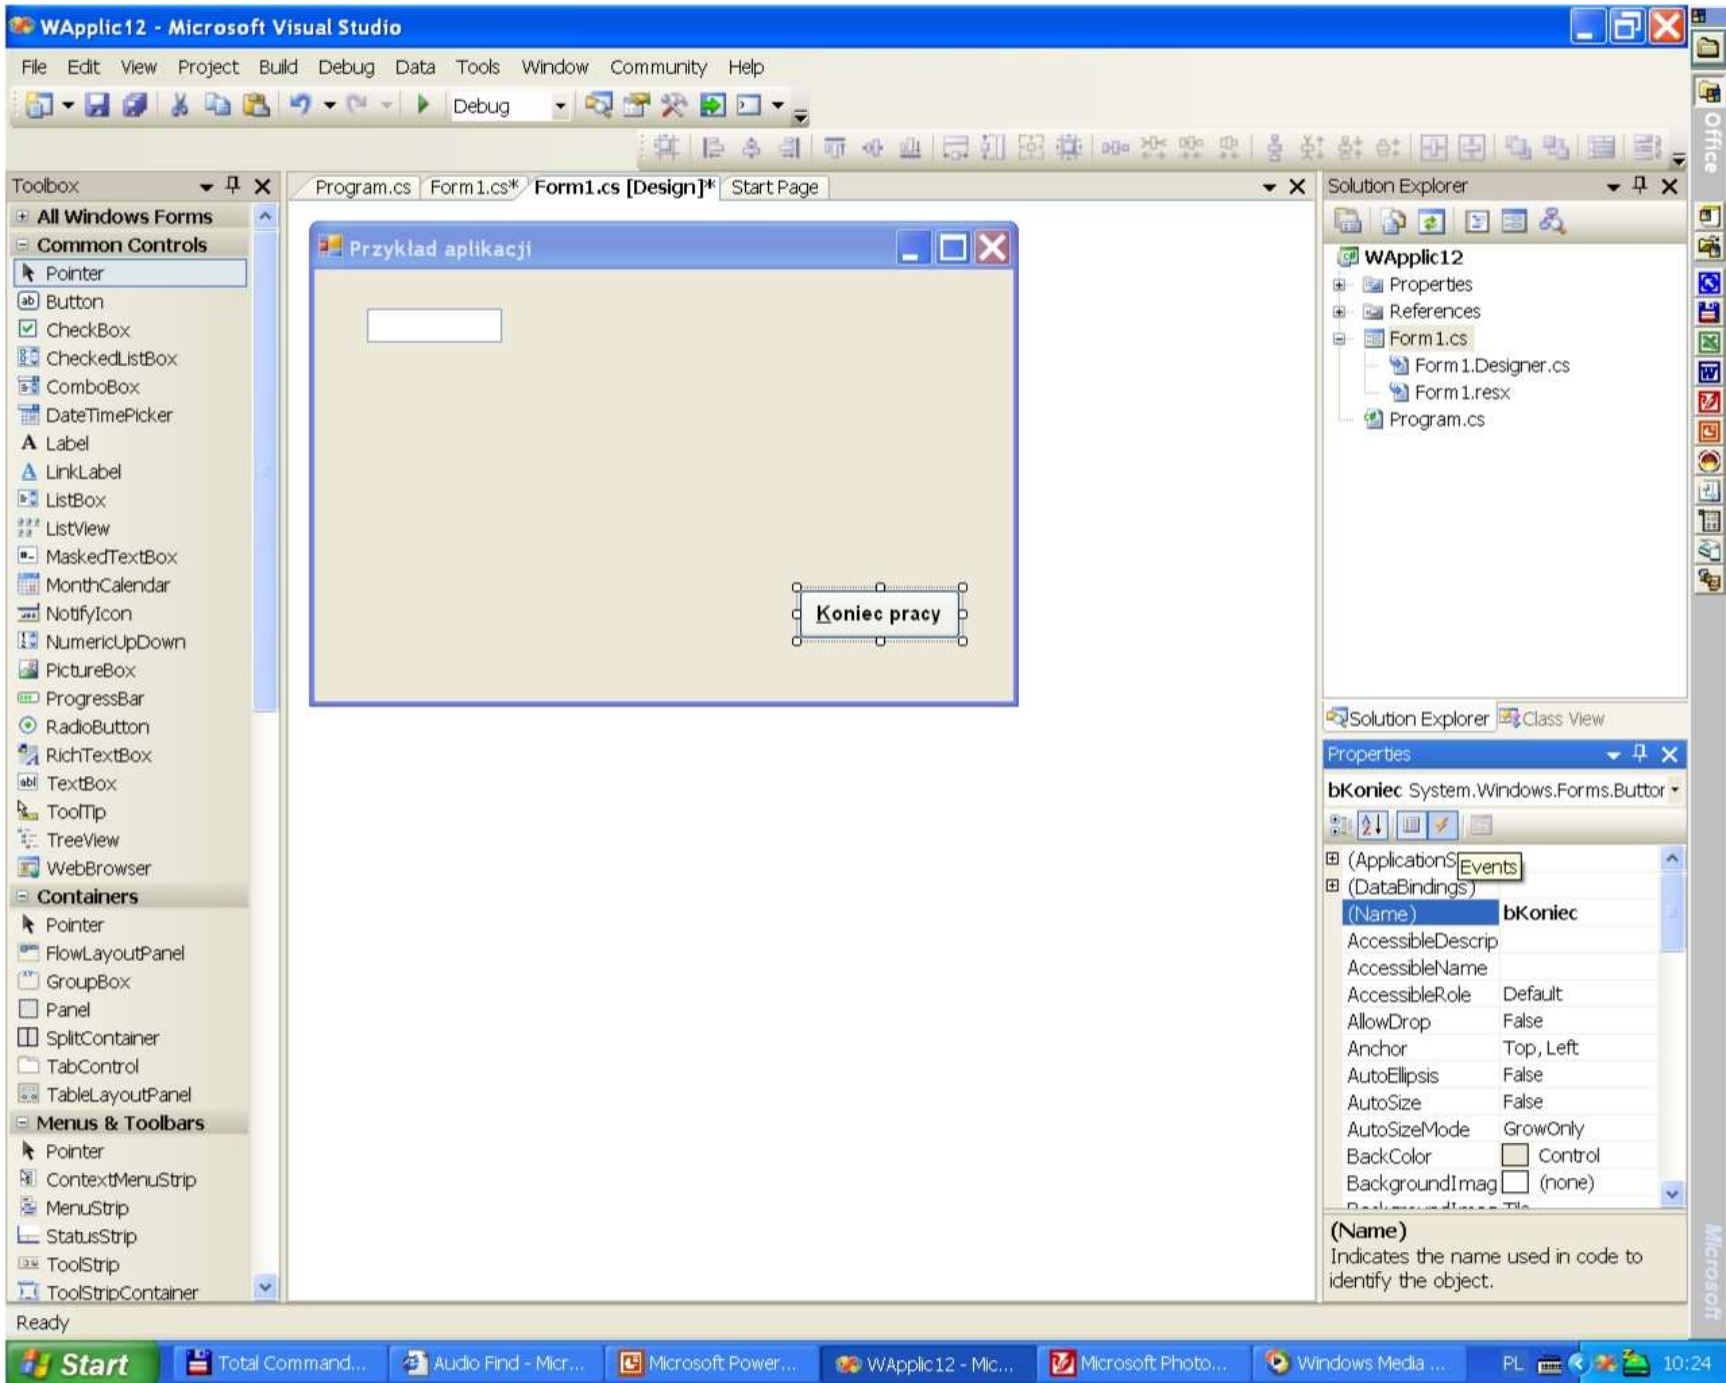 WApplic12 - Microsoft Visual Studio
File Edit View Project Build Debug Data Tools Window Community Help
Debug
Office
Toolbox
All Windows Forms
Common Controls
Pointer
Button
CheckBox
CheckedListBox
ComboBox
DateTimePicker
Label
LinkLabel
ListBox
ListView
MaskedTextBox
MonthCalendar
NotifyIcon
NumericUpDown
PictureBox
ProgressBar
RadioButton
RichTextBox
TextBox
ToolTip
TreeView
WebBrowser
Containers
Pointer
FlowLayoutPanel
GroupBox
Panel
SplitContainer
TabControl
TableLayoutPanel
Menus & Toolbars
Pointer
ContextMenuStrip
MenuStrip
StatusStrip
ToolStrip
ToolStripContainer
Program.cs Form1.cs* Form1.cs [Design]* Start Page
Przykład aplikacji
Koniec pracy
Solution Explorer
WApplic12
Properties
References
Form1.cs
Form1.Designer.cs
Form1.resx
Program.cs
Solution Explorer Class View
Properties
bKoniec System.Windows.Forms.Buttor
(ApplicationS
Events
(DataBindings)
(Name) bKoniec
AccessibleDescrip
AccessibleName
AccessibleRole Default
AllowDrop False
Anchor Top, Left
AutoEllipsis False
AutoSize False
AutoSizeMode GrowOnly
BackColor Control
BackgroundImag (none)
(Name)
Indicates the name used in code to
identify the object.
Microsoft
Ready
Start Total Command... Audio Find - Micr... Microsoft Power... WApplic12 - Mic... Microsoft Photo... Windows Media ... PL 10:24